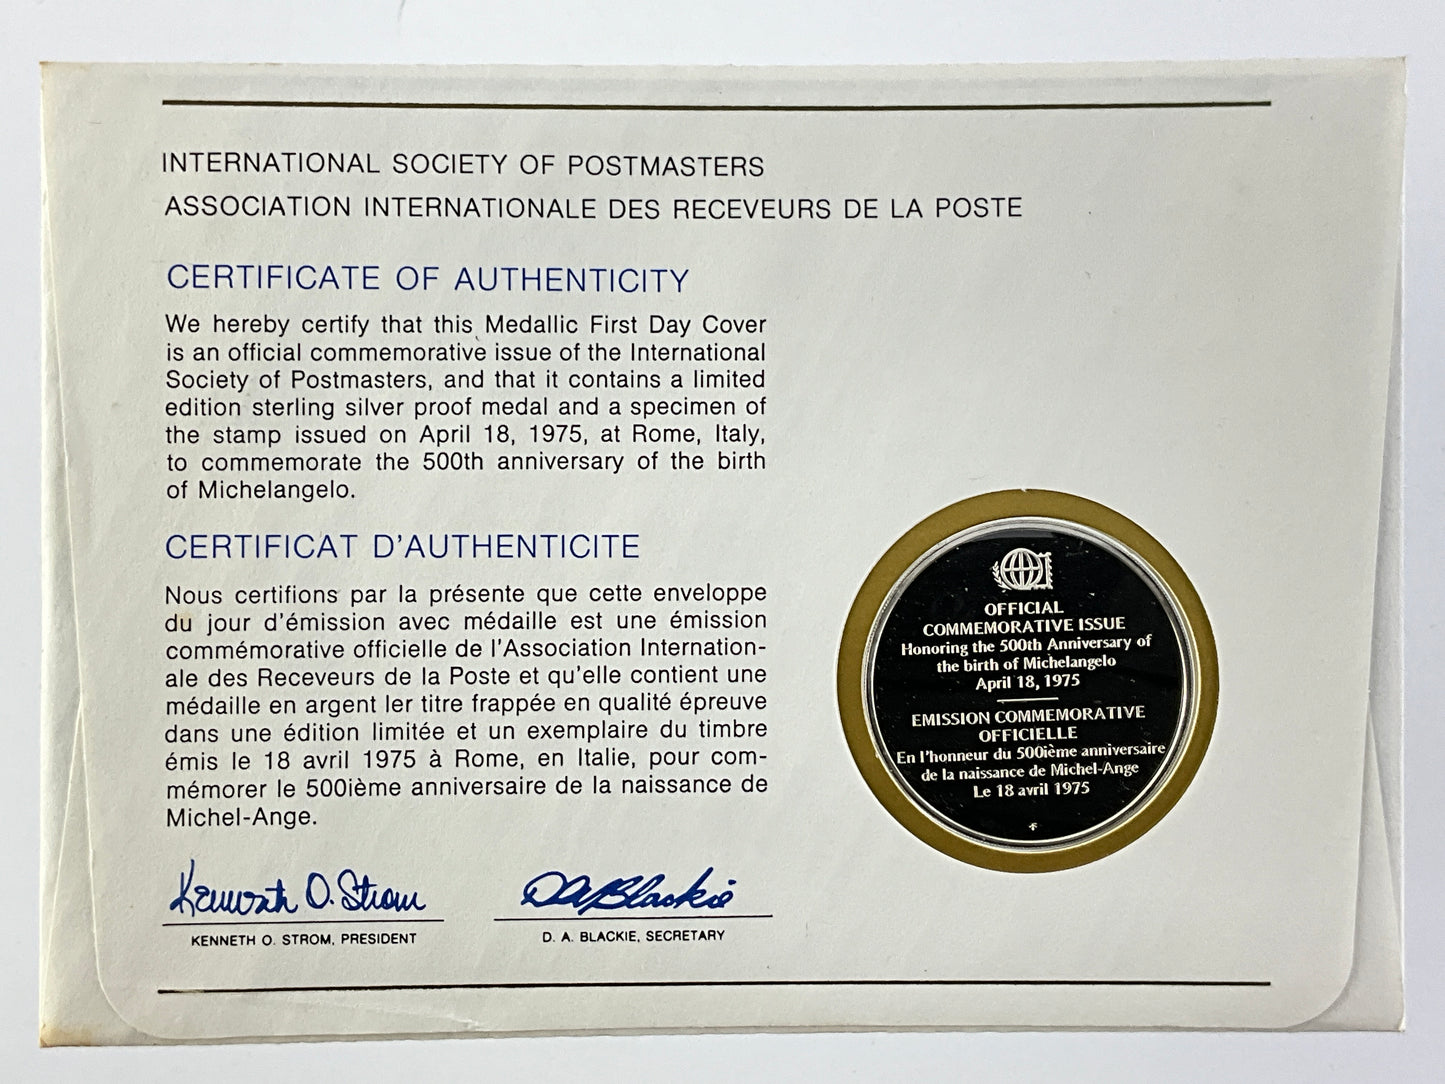 INTERNATIONAL SOCIETY OF POSTMASTERS
ASSOCIATION INTERNATIONALE DES RECEVEURS DE LA POSTE
CERTIFICATE OF AUTHENTICITY
We hereby certify that this Medallic First Day Cover
is an official commemorative issue of the International
Society of Postmasters, and that it contains a limited
edition sterling silver proof medal and a specimen of
the stamp issued on April 18, 1975, at Rome, Italy,
to commemorate the 500th anniversary of the birth
of Michelangelo.
CERTIFICAT D'AUTHENTICITE
Nous certifions par la présente que cette enveloppe
du jour d'émission avec médaille est une émission
commémorative officielle de l'Association Internation-
ale des Receveurs de la Poste et qu'elle contient une
médaille en argent ler titre frappée en qualité épreuve
dans une édition limitée et un exemplaire du timbre
émis le 18 avril 1975 à Rome, en Italie, pour com-
mémorer le 500ième anniversaire de la naissance de
Michel-Ange.
Kenneth O. Strom
KENNETH O. STROM, PRESIDENT
D A Blackie
D. A. BLACKIE, SECRETARY
OFFICIAL
COMMEMORATIVE ISSUE
Honoring the 500th Anniversary of
the birth of Michelangelo
April 18, 1975
EMISSION COMMEMORATIVE
OFFICIELLE
En l'honneur du 500ième anniversaire
de la naissance de Michel-Ange
Le 18 avril 1975